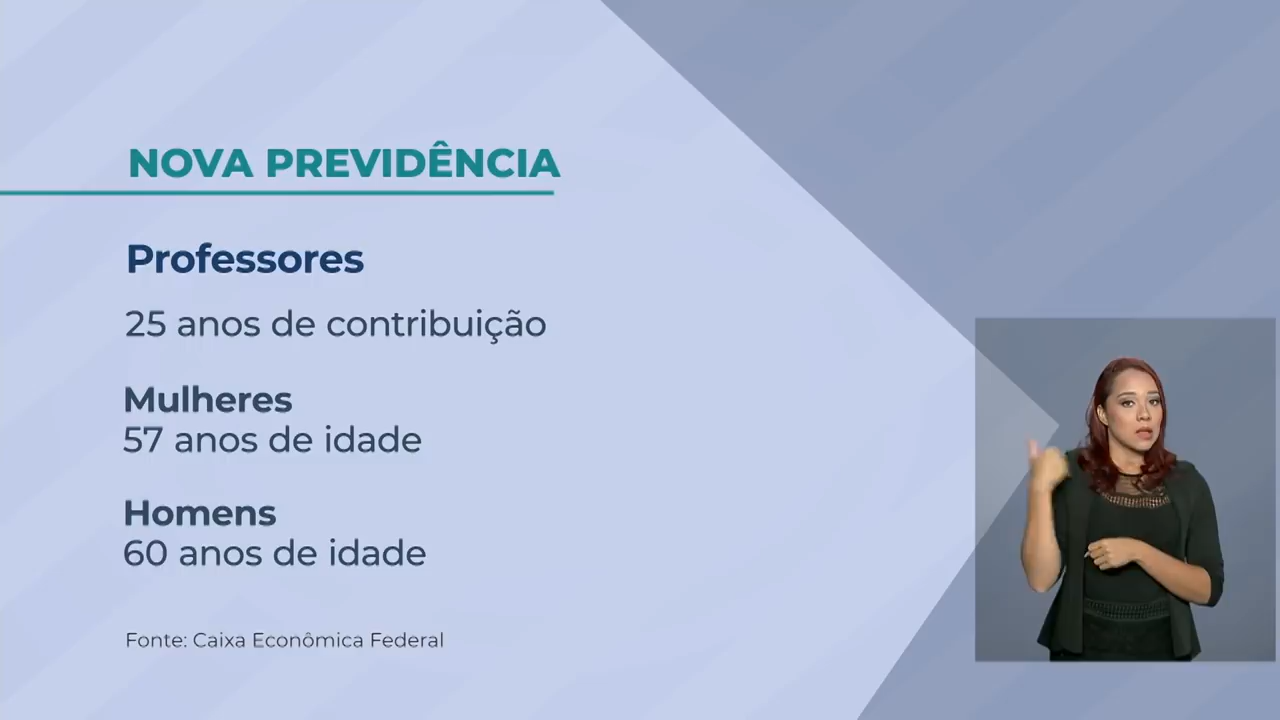 NOVA PREVIDÊNCIA
Professores
25 anos de contribuição
Mulheres
57 anos de idade
Homens
60 anos de idade
Fonte: Caixa Econômica Federal